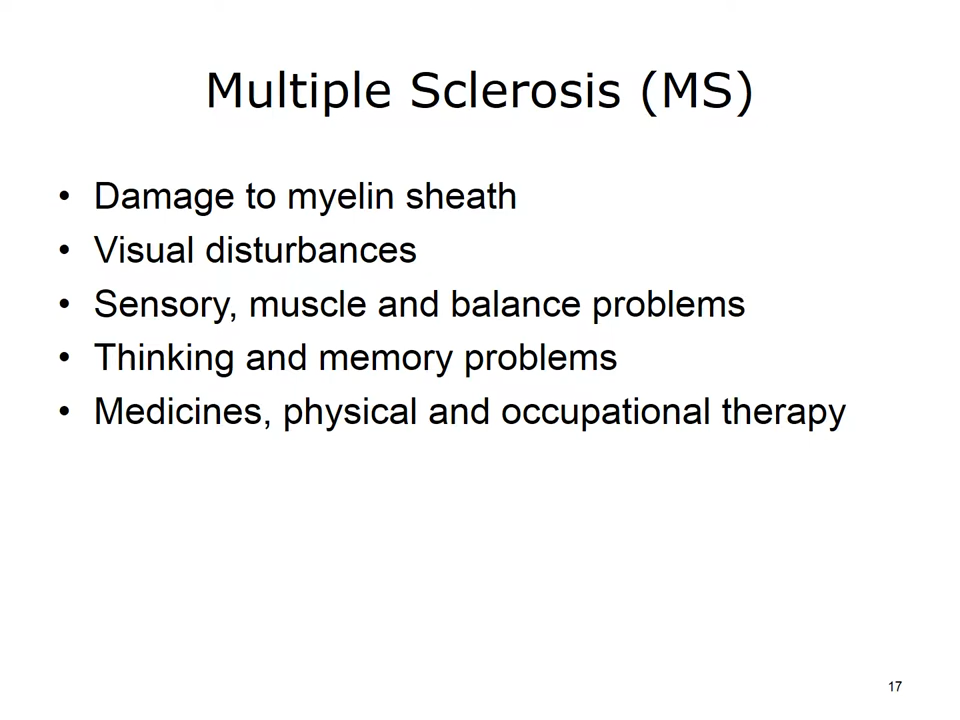 Multiple Sclerosis (MS)
• Damage to myelin sheath
• Visual disturbances
• Sensory, muscle and balance problems
• Thinking and memory problems
• Medicines, physical and occupational therapy
17